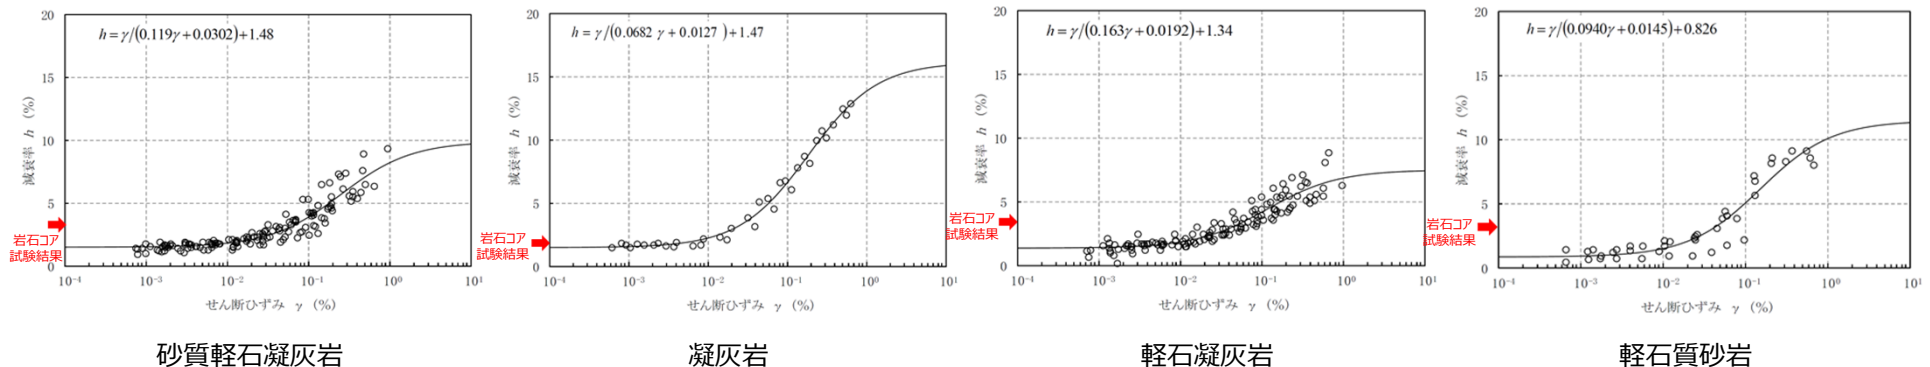 h=γ/(0.119γ+0.0302)+1.48
20
15
10
5
0
減衰率 h (%)
岩石コア
試験結果
10⁻⁴ 10⁻³ 10⁻² 10⁻¹ 10⁰ 10¹
せん断ひずみ γ (%)
砂質軽石凝灰岩
h=γ/(0.0682 γ+0.0127 )+1.47
20
15
10
5
0
減衰率 h (%)
岩石コア
試験結果
10⁻⁴ 10⁻³ 10⁻² 10⁻¹ 10⁰ 10¹
せん断ひずみ γ (%)
凝灰岩
h=γ/(0.163γ+0.0192)+1.34
20
15
10
5
0
減衰率 h (%)
岩石コア
試験結果
10⁻⁴ 10⁻³ 10⁻² 10⁻¹ 10⁰ 10¹
せん断ひずみ γ (%)
軽石凝灰岩
h=γ/(0.0940γ+0.0145)+0.826
20
15
10
5
0
減衰率 h (%)
岩石コア
試験結果
10⁻⁴ 10⁻³ 10⁻² 10⁻¹ 10⁰ 10¹
せん断ひずみ γ (%)
軽石質砂岩